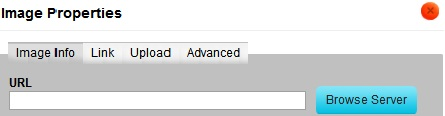 Image Properties
Image Info Link Upload Advanced
URL
Browse Server